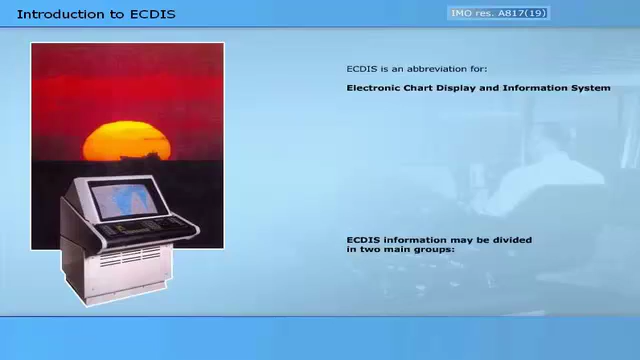 Introduction to ECDIS
IMO res. A817(19)
ECDIS is an abbreviation for:
Electronic Chart Display and Information System
ECDIS information may be divided
in two main groups: